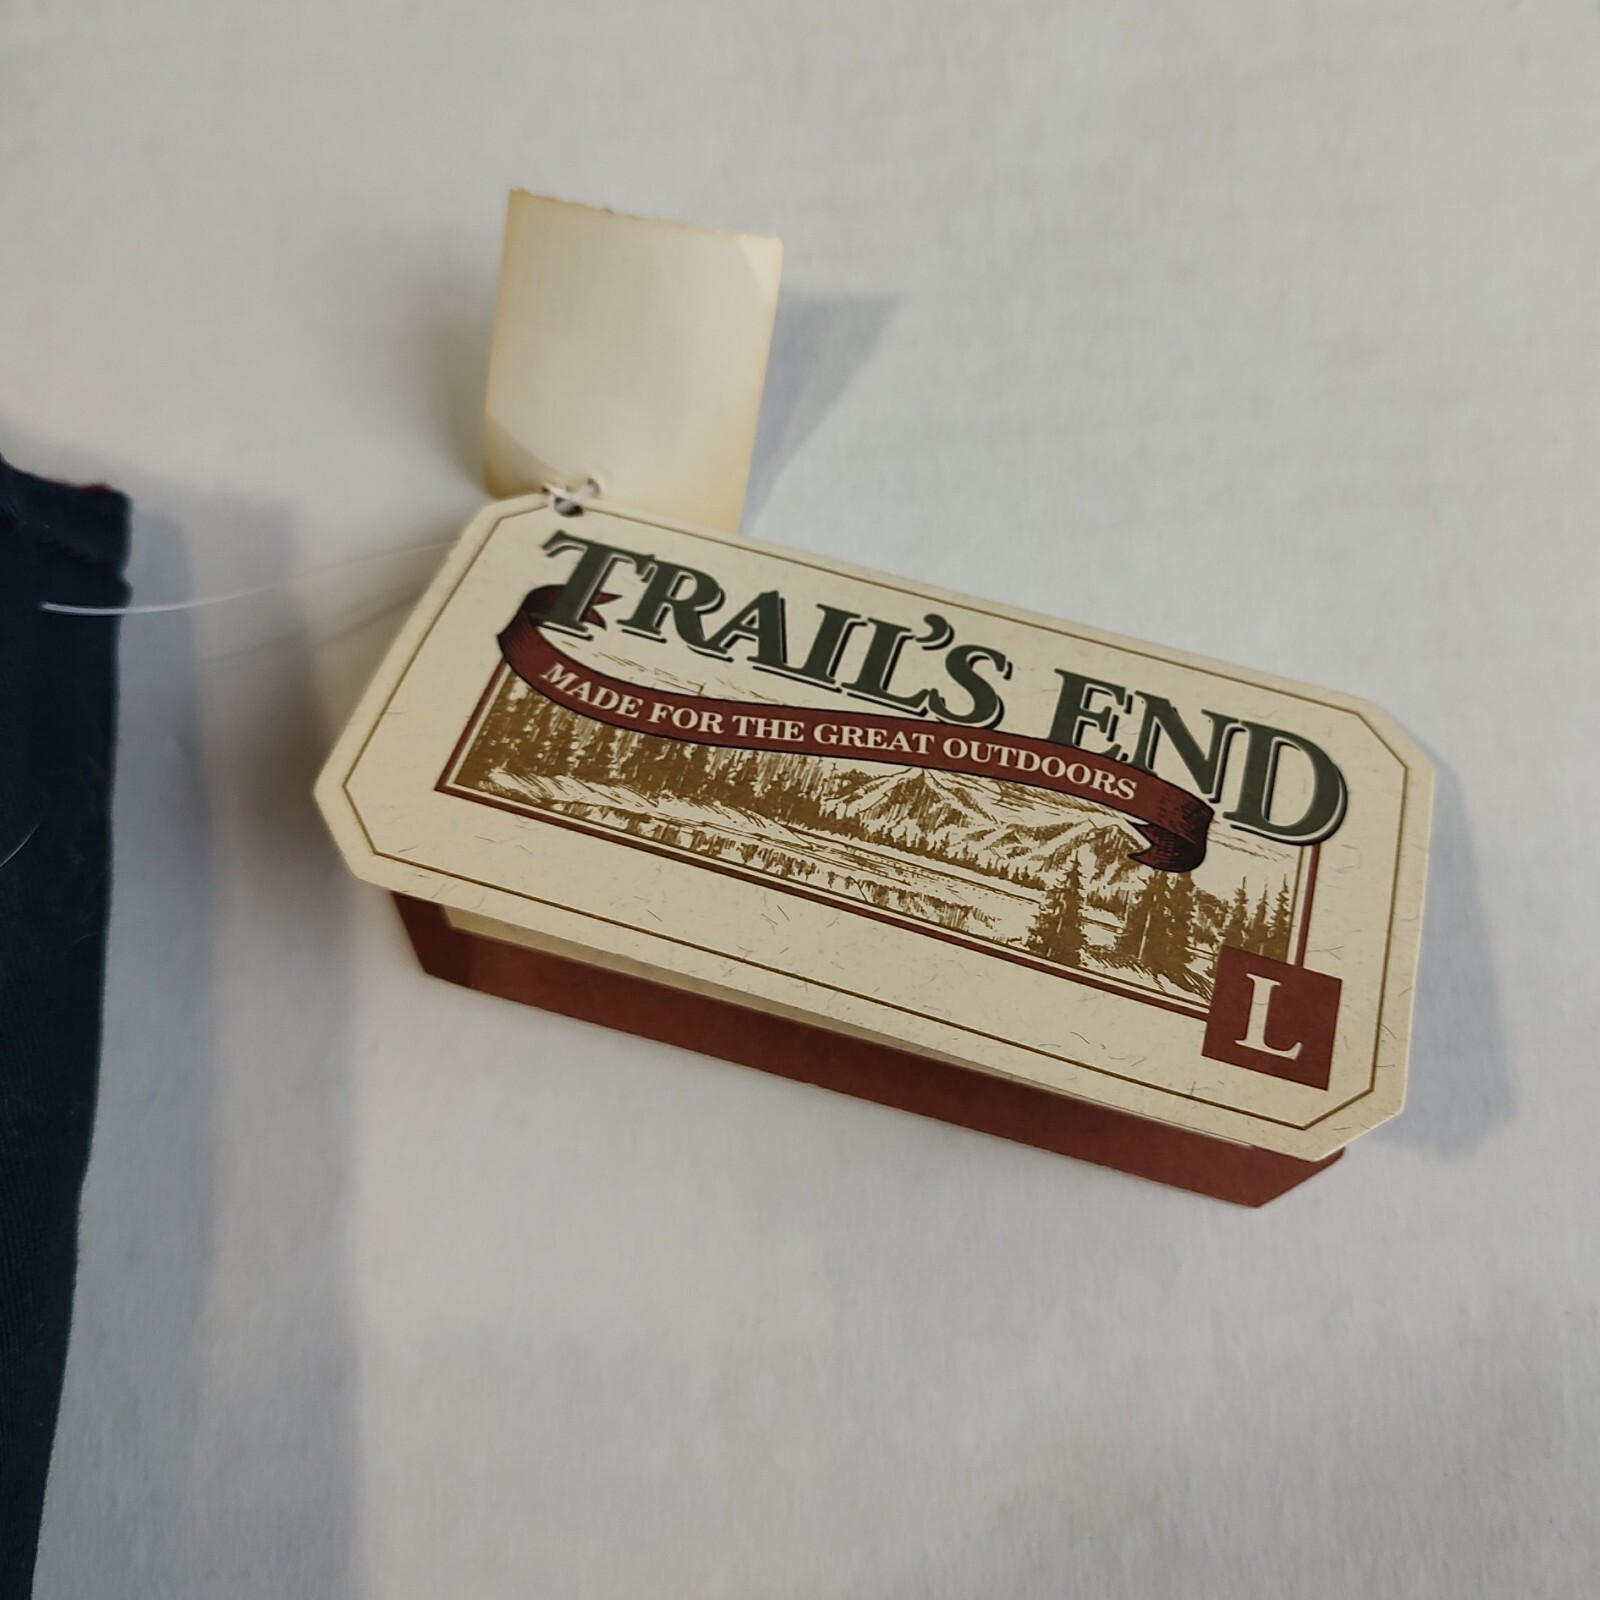 TRAIL'S END
MADE FOR THE GREAT OUTDOORS
L